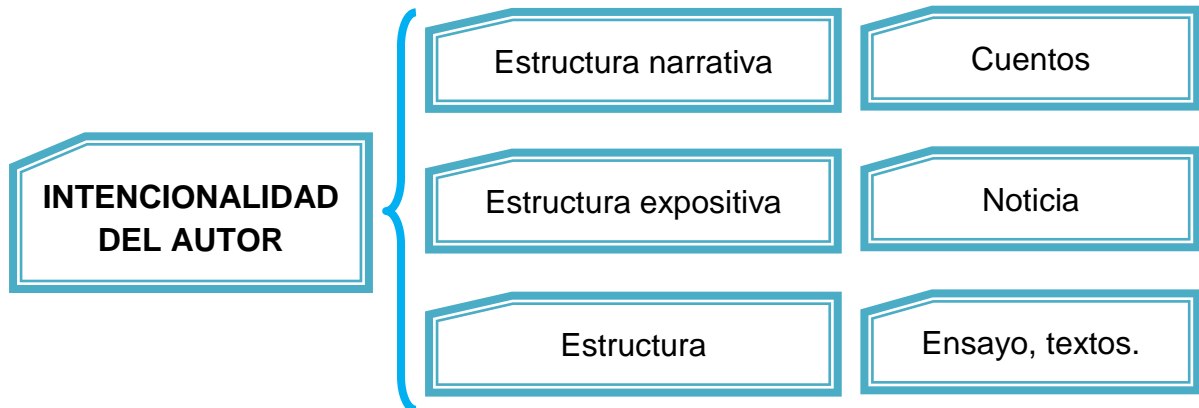 INTENCIONALIDAD
DEL AUTOR
Estructura narrativa
Cuentos
Estructura expositiva
Noticia
Estructura
Ensayo, textos.